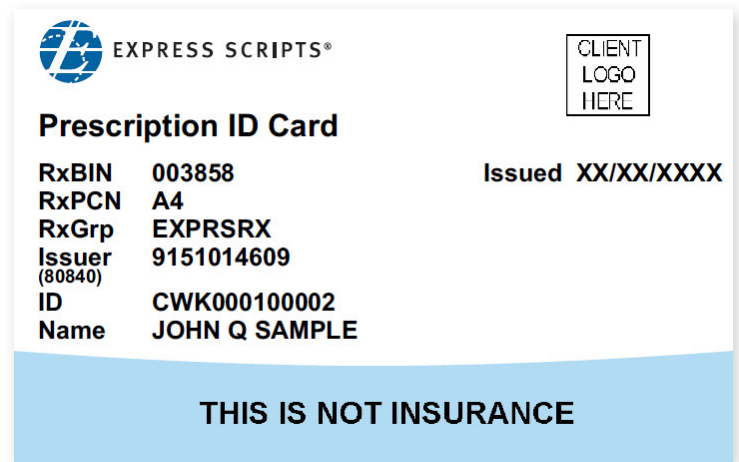 EXPRESS SCRIPTS®
CLIENT
LOGO
HERE
Prescription ID Card
RxBIN 003858
Issued XX/XX/XXXX
RxPCN A4
RxGrp EXPRSRX
Issuer 9151014609
(80840)
ID CWK000100002
Name JOHN Q SAMPLE
THIS IS NOT INSURANCE